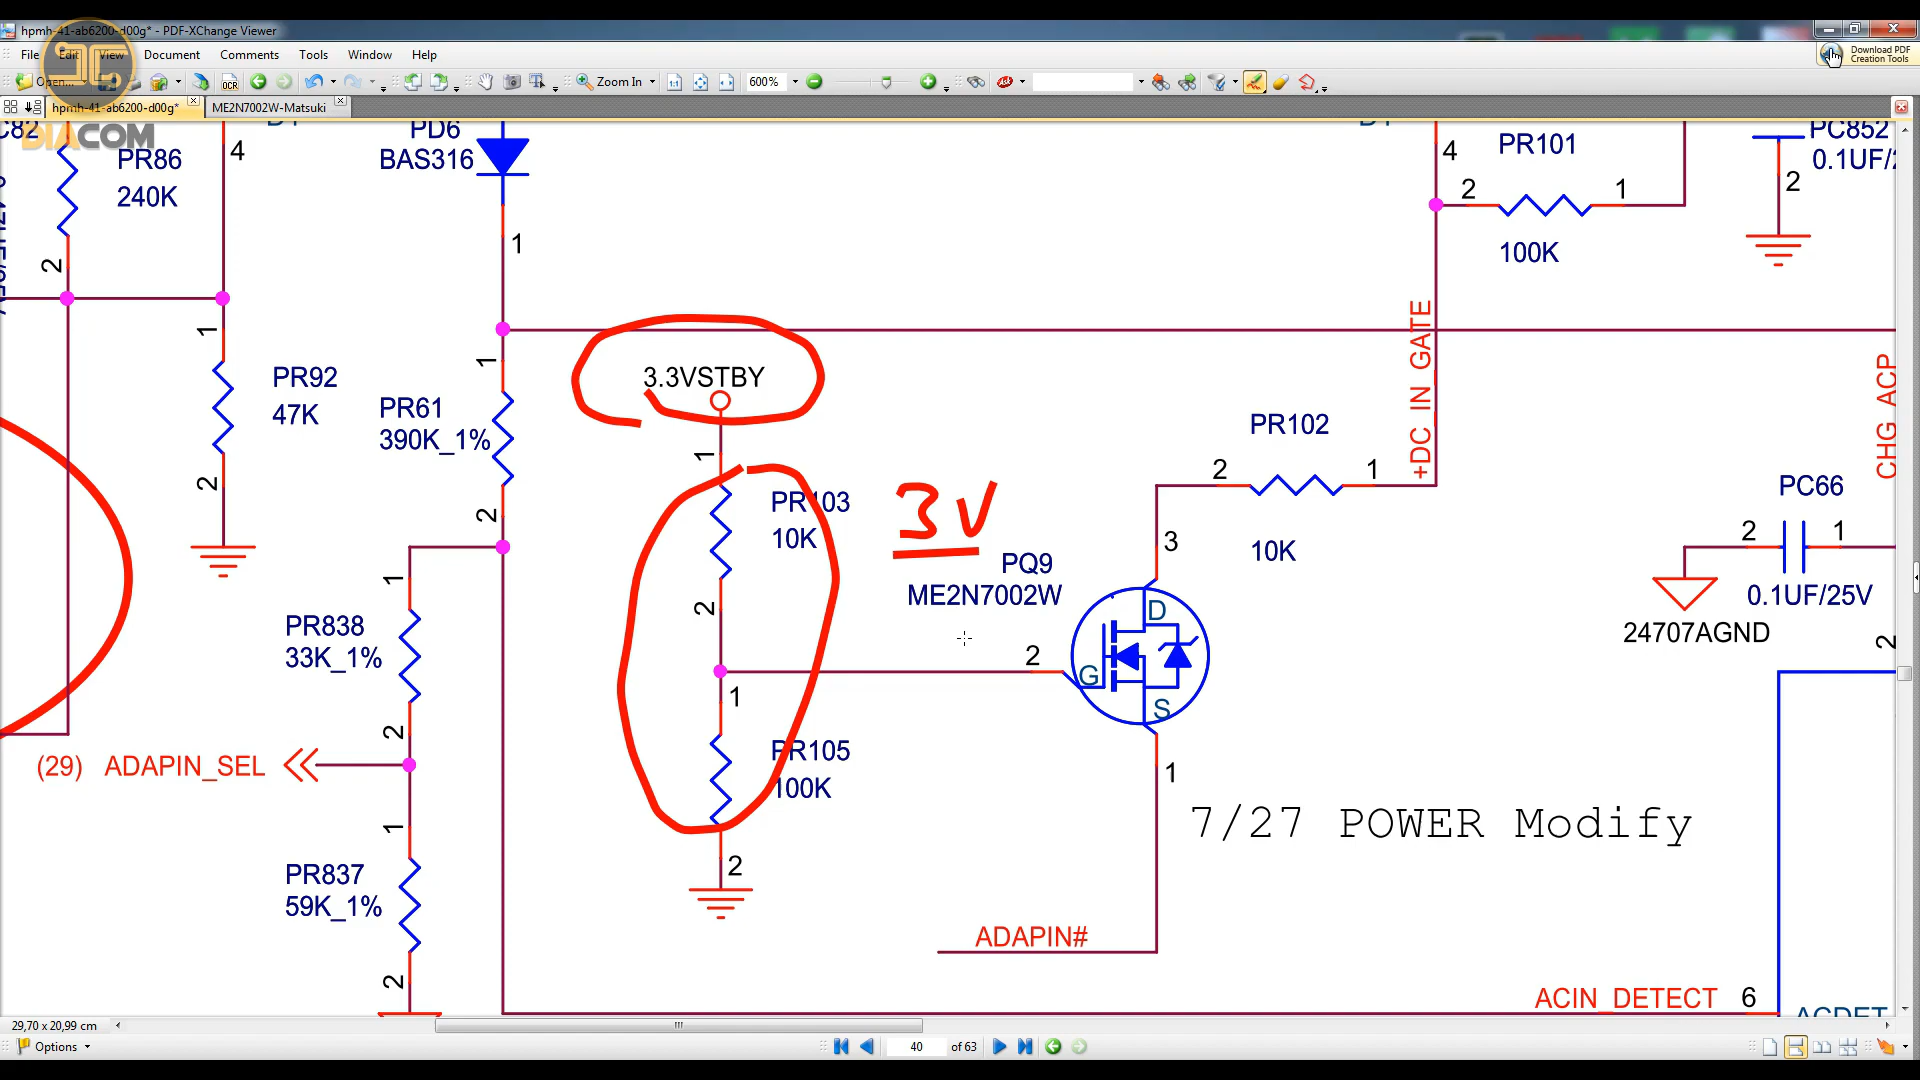 hpmh-41-ab6200-d00g* - PDF-XChange Viewer
File Edit View Document Comments Tools Window Help
Download PDF
Creation Tools
Open... OCR Zoom In 600%
hpmh-41-ab6200-d00g* ME2N7002W-Matsuki
DIACOM
PR86
240K
2
4
PD6
BAS316
1
4
PR101
2 1
100K
PC852
2
1
PR92
47K
2
1
PR61
390K_1%
2
3.3VSTBY
1
PR103
10K
2
3V
1
PR105
100K
2
PQ9
ME2N7002W
2
G
D
S
3
1
PR102
2 1
10K
+DC_IN_GATE
CHG_ACP
PC66
2 1
0.1UF/25V
24707AGND
2
1
PR838
33K_1%
2
(29) ADAPIN_SEL
1
PR837
59K_1%
2
7/27 POWER Modify
ADAPIN#
ACIN_DETECT 6
ACDET
29,70 x 20,99 cm
Options
40 of 63